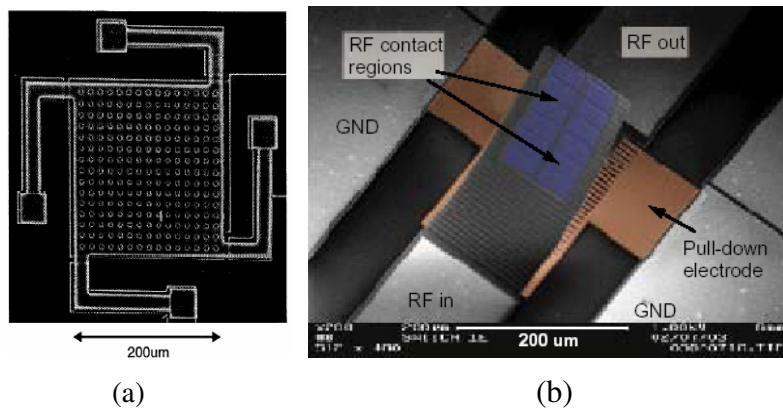 200um
(a)
RF contact
regions
RF out
GND
Pull-down
electrode
RF in
GND
200 um
(b)